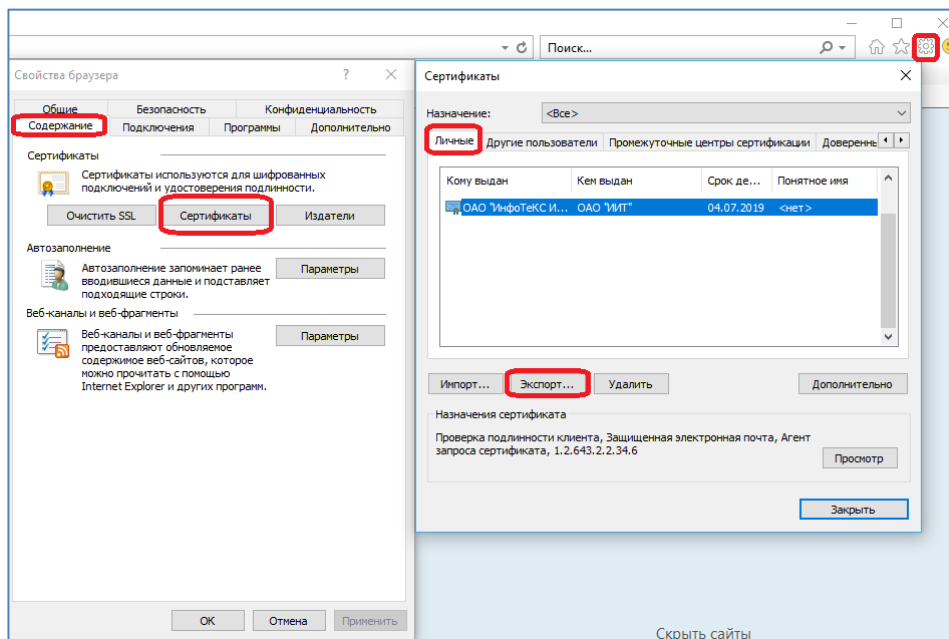 Поиск...
Свойства браузера
Общие
Безопасность
Конфиденциальность
Содержание
Подключения
Программы
Дополнительно
Сертификаты
Сертификаты используются для шифрованных
подключений и удостоверения подлинности.
Очистить SSL
Сертификаты
Издатели
Автозаполнение
Автозаполнение запоминает ранее
вводившиеся данные и подставляет
подходящие строки.
Параметры
Веб-каналы и веб-фрагменты
Веб-каналы и веб-фрагменты
предоставляют обновляемое
содержимое веб-сайтов, которое
можно прочитать с помощью
Internet Explorer и других программ.
Параметры
OK
Отмена
Применить
Сертификаты
Назначение:
<Все>
Личные
Другие пользователи
Промежуточные центры сертификации
Доверенны
Кому выдан
Кем выдан
Срок де...
Понятное имя
ОАО "ИнфоТеКС И...
ОАО "ИИТ"
04.07.2019
<нет>
Импорт...
Экспорт...
Удалить
Дополнительно
Назначения сертификата
Проверка подлинности клиента, Защищенная электронная почта, Агент
запроса сертификата, 1.2.643.2.2.34.6
Просмотр
Закрыть
Скрыть сайты